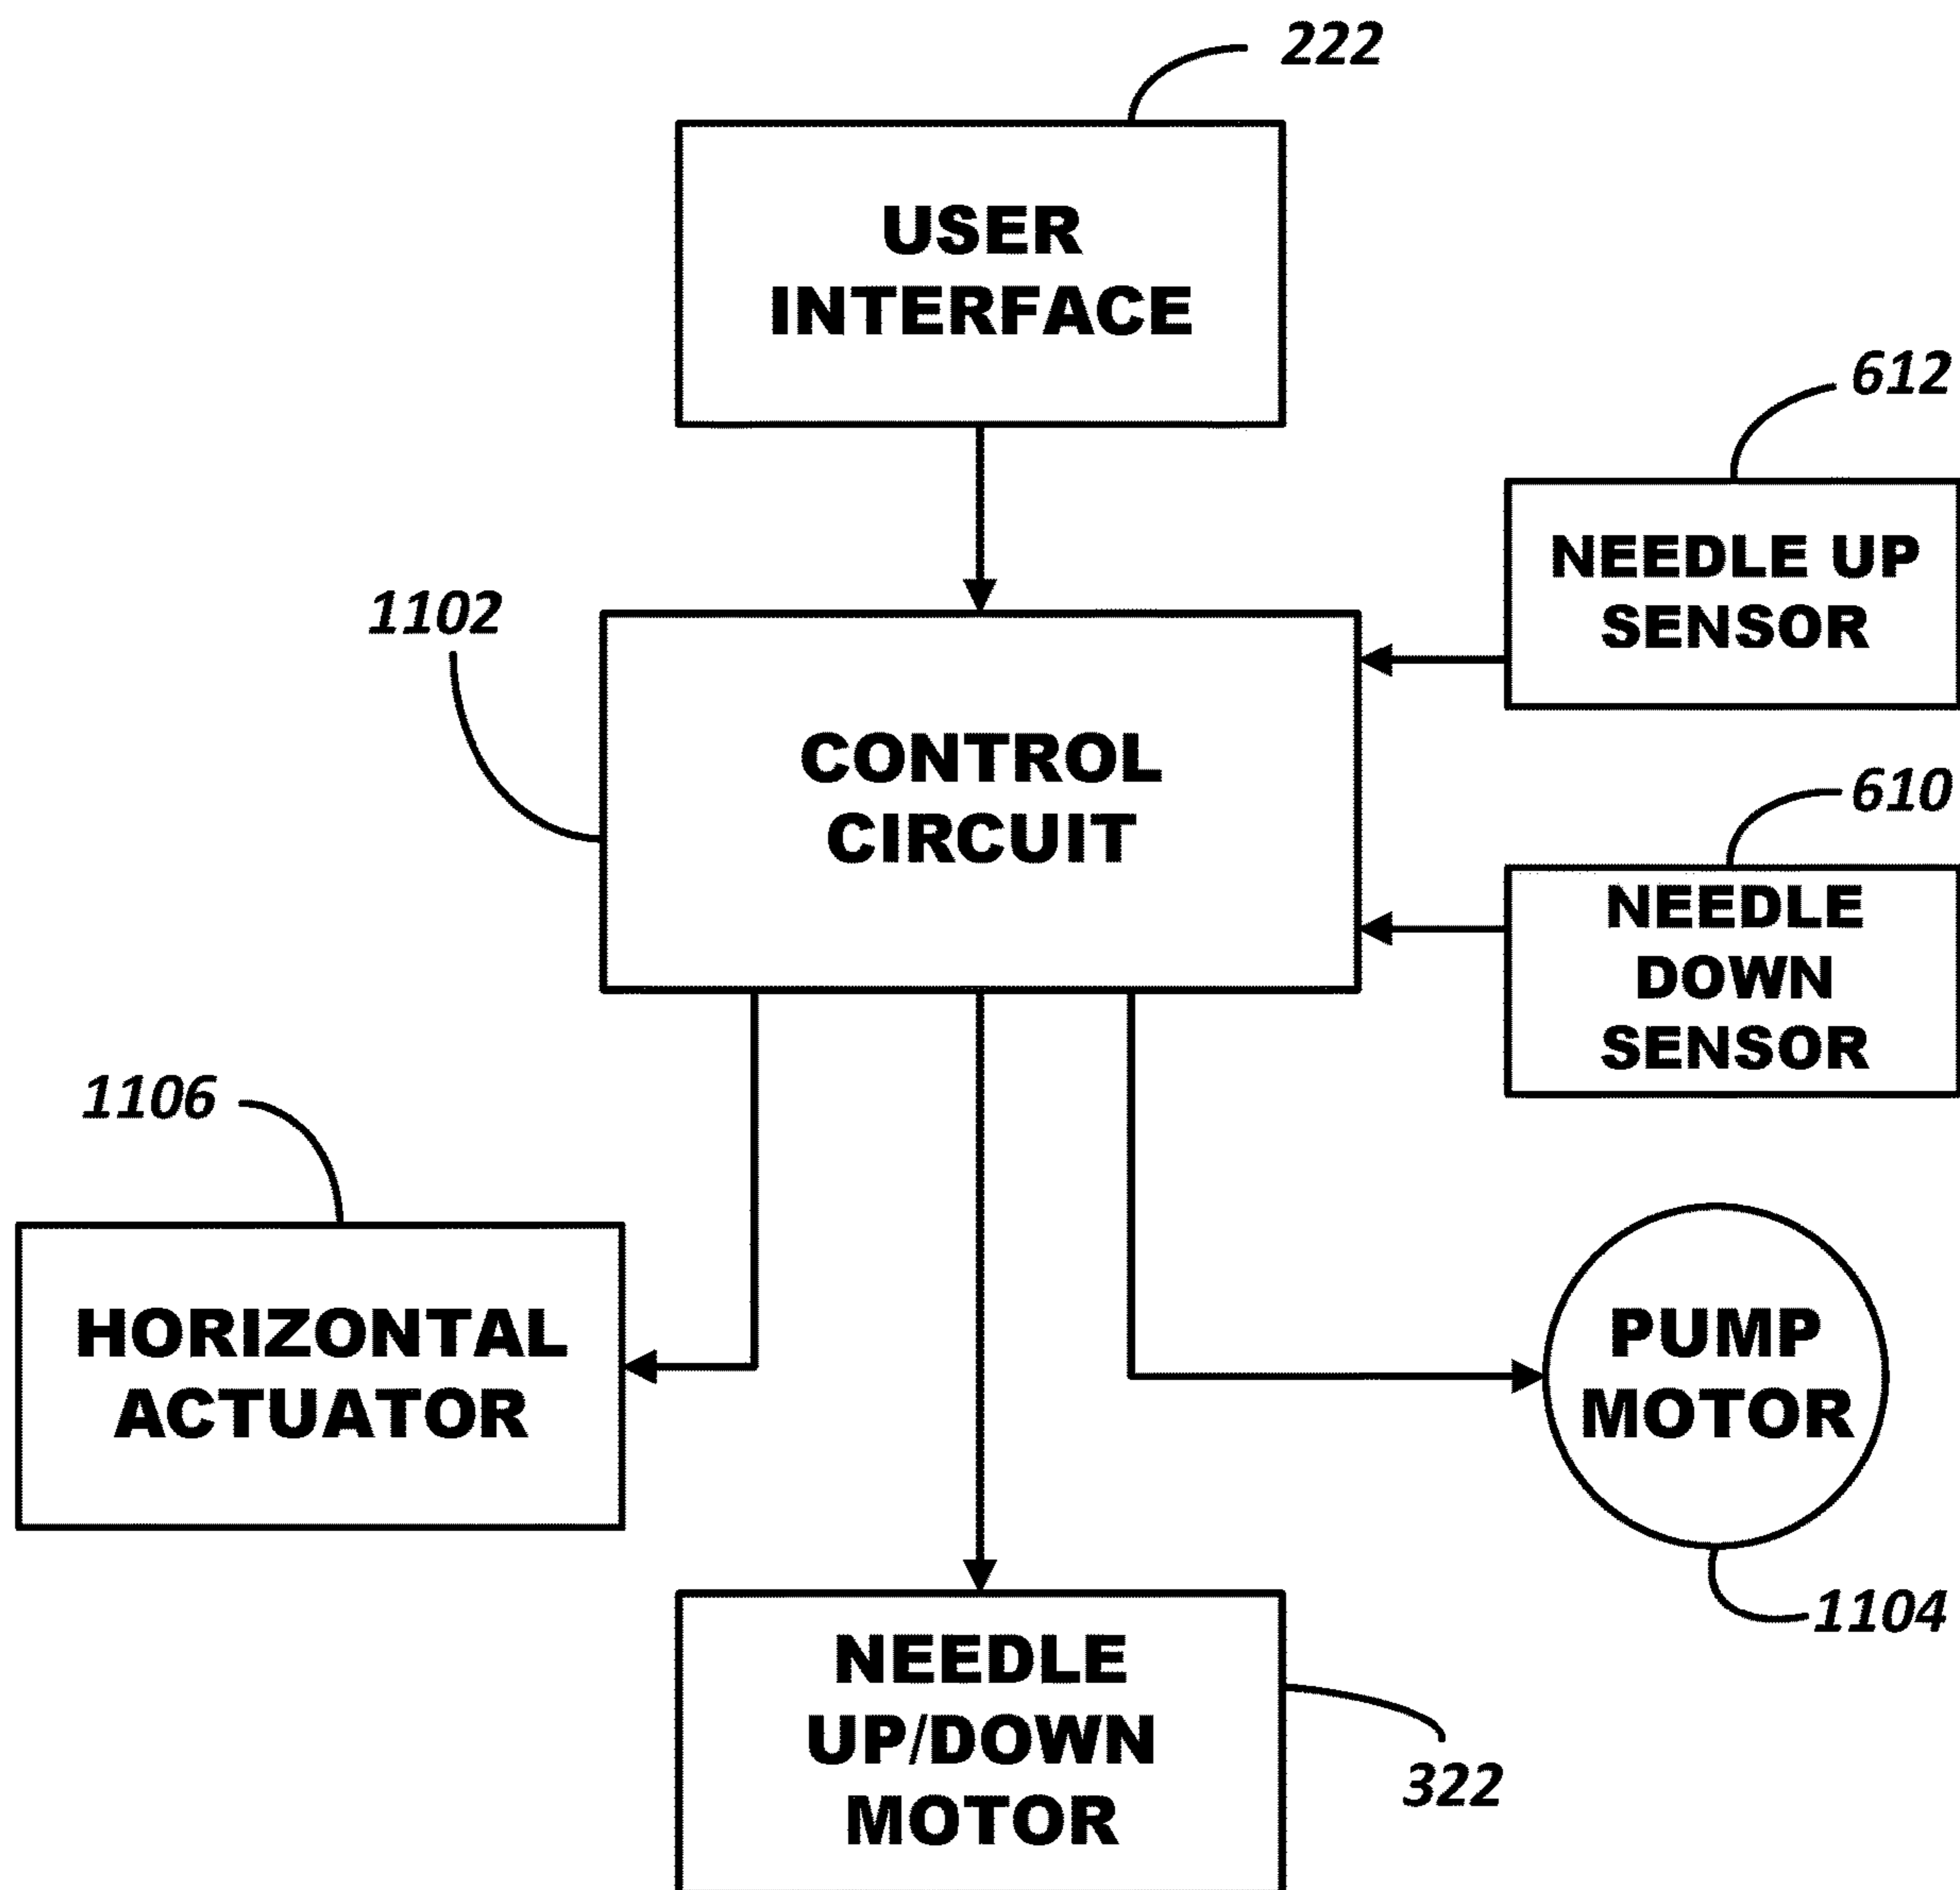 222
USER
INTERFACE
612
NEEDLE UP
SENSOR
1102
CONTROL
CIRCUIT
610
NEEDLE
DOWN
SENSOR
1106
HORIZONTAL
ACTUATOR
PUMP
MOTOR
1104
NEEDLE
UP/DOWN
MOTOR
322